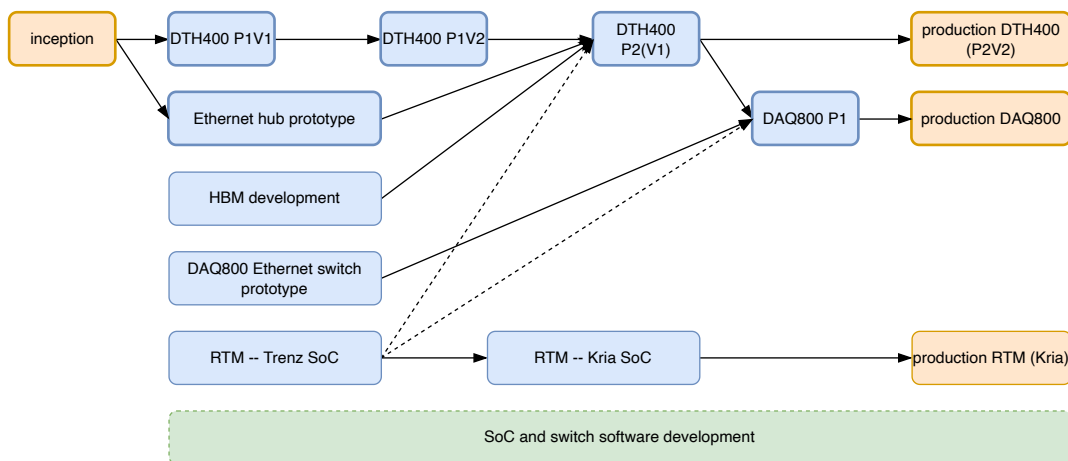 inception
DTH400 P1V1
DTH400 P1V2
DTH400
P2(V1)
production DTH400
(P2V2)
Ethernet hub prototype
DAQ800 P1
production DAQ800
HBM development
DAQ800 Ethernet switch
prototype
RTM -- Trenz SoC
RTM -- Kria SoC
production RTM (Kria)
SoC and switch software development